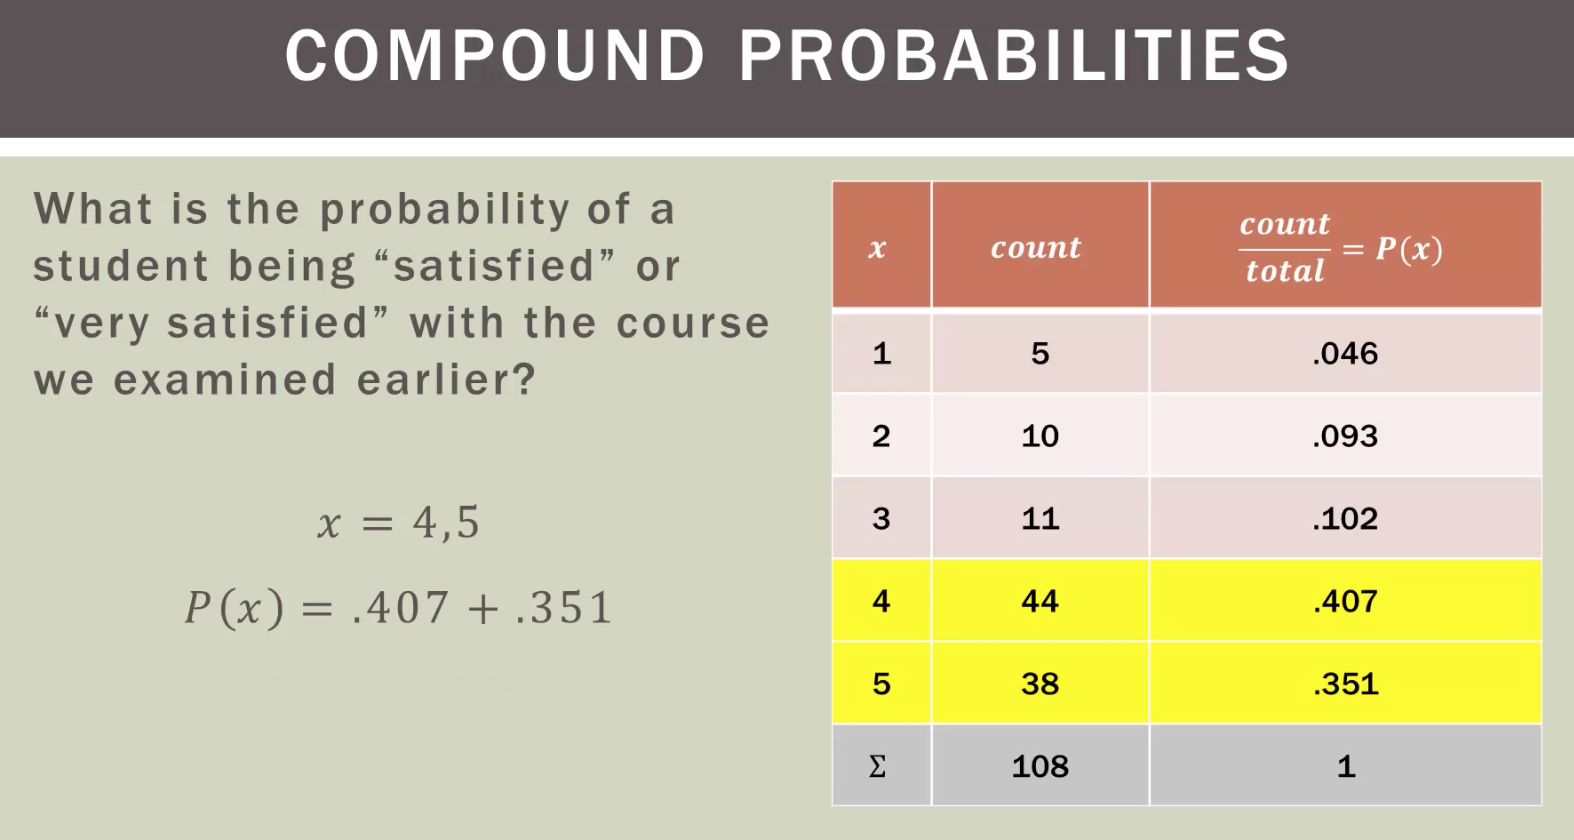 COMPOUND PROBABILITIES
What is the probability of a
student being “satisfied” or
“very satisfied” with the course
we examined earlier?
x = 4,5
P(x) = .407 + .351
x count count/total = P(x)
1 5 .046
2 10 .093
3 11 .102
4 44 .407
5 38 .351
Σ 108 1